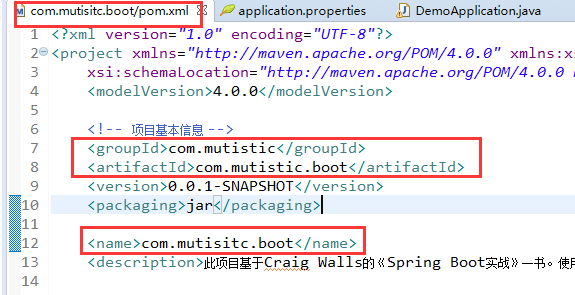 com.mutisitc.boot/pom.xml application.properties DemoApplication.java
1 <?xml version="1.0" encoding="UTF-8"?>
2 <project xmlns="http://maven.apache.org/POM/4.0.0" xmlns:x
3 xsi:schemaLocation="http://maven.apache.org/POM/4.0.0
4 <modelVersion>4.0.0</modelVersion>
5
6 <!-- 项目基本信息 -->
7 <groupId>com.mutistic</groupId>
8 <artifactId>com.mutistic.boot</artifactId>
9 <version>0.0.1-SNAPSHOT</version>
10 <packaging>jar</packaging>
11
12 <name>com.mutisitc.boot</name>
13 <description>此项目基于Craig Walls的《Spring Boot实战》一书。使用
14